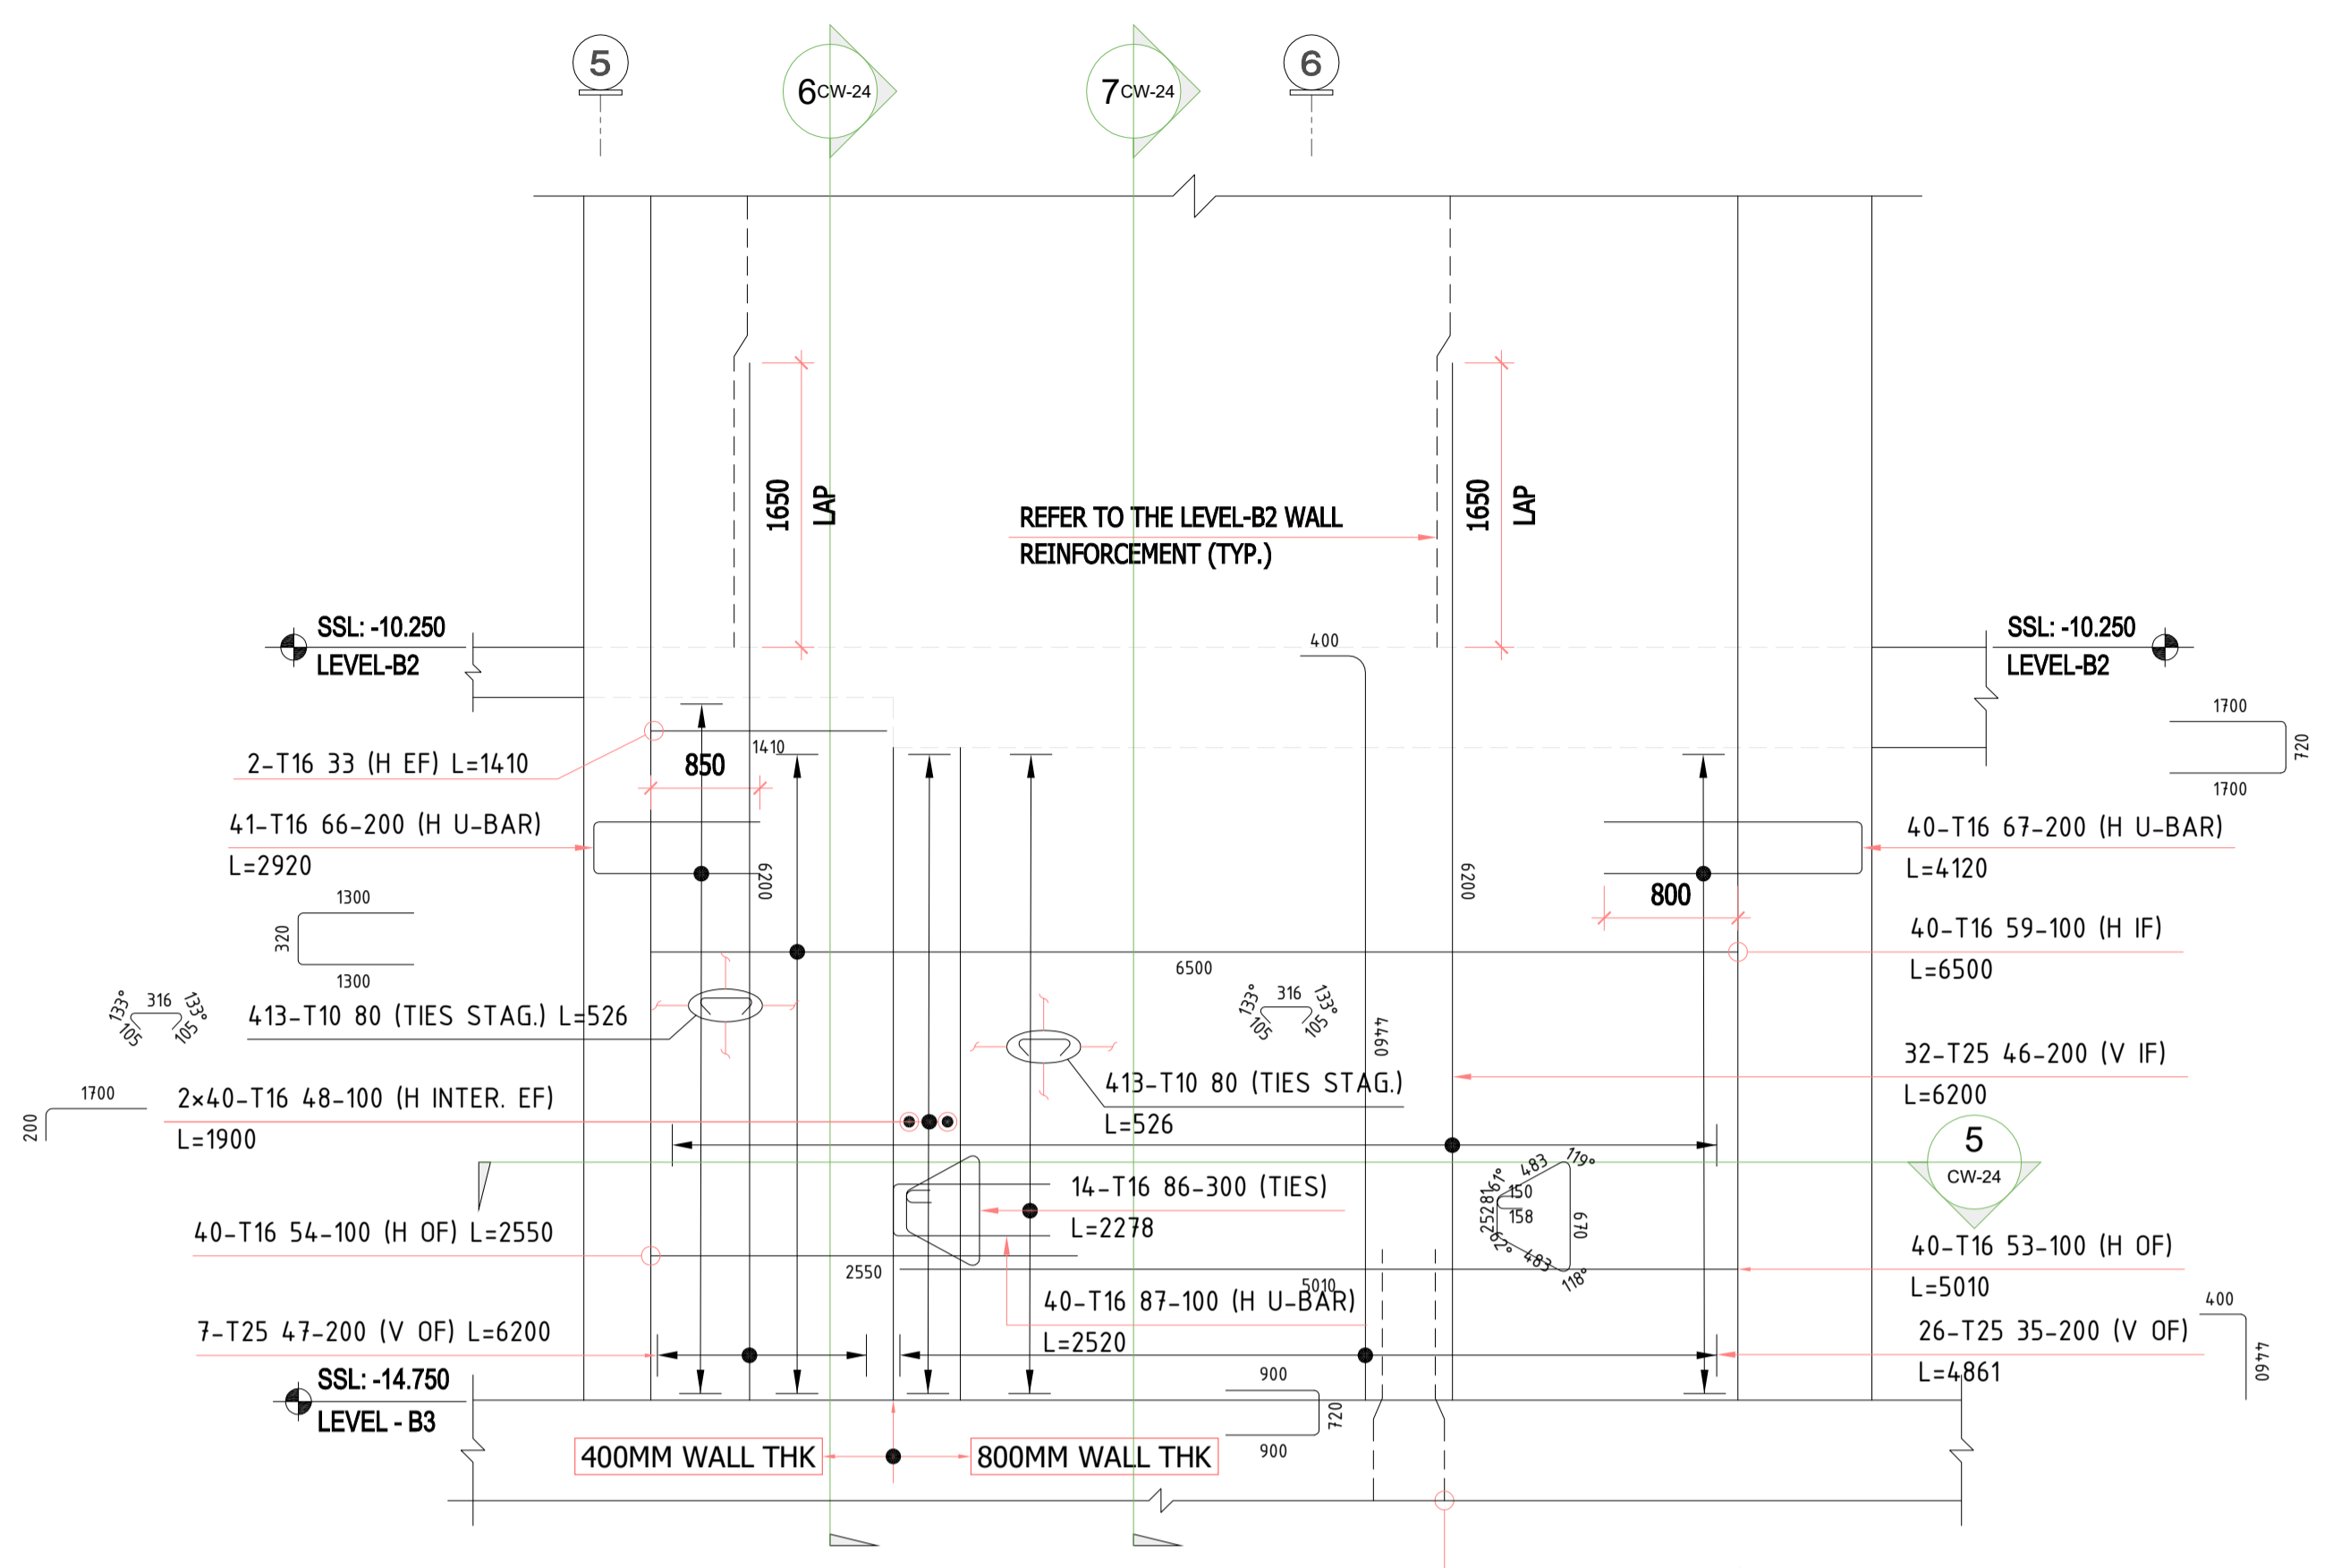 5
6 CW-24
7 CW-24
6
1650
LAP
REFER TO THE LEVEL-B2 WALL
REINFORCEMENT (TYP.)
1650
LAP
SSL: -10.250
LEVEL-B2
SSL: -10.250
LEVEL-B2
400
1700
720
1700
2-T16 33 (H EF) L=1410
1410
850
41-T16 66-200 (H U-BAR)
L=2920
40-T16 67-200 (H U-BAR)
L=4120
6200
6200
800
1300
320
1300
40-T16 59-100 (H IF)
L=6500
6500
133°
316
133°
105
105
413-T10 80 (TIES STAG.) L=526
133°
316
133°
105
105
4460
413-T10 80 (TIES STAG.)
L=526
32-T25 46-200 (V IF)
L=6200
1700
200
2×40-T16 48-100 (H INTER. EF)
L=1900
5
CW-24
14-T16 86-300 (TIES)
L=2278
61°
483
119°
150
158
252
81
670
62°
483
118°
40-T16 54-100 (H OF) L=2550
2550
40-T16 53-100 (H OF)
L=5010
5010
40-T16 87-100 (H U-BAR)
L=2520
7-T25 47-200 (V OF) L=6200
26-T25 35-200 (V OF)
L=4861
400
4460
SSL: -14.750
LEVEL - B3
900
720
900
400MM WALL THK
800MM WALL THK